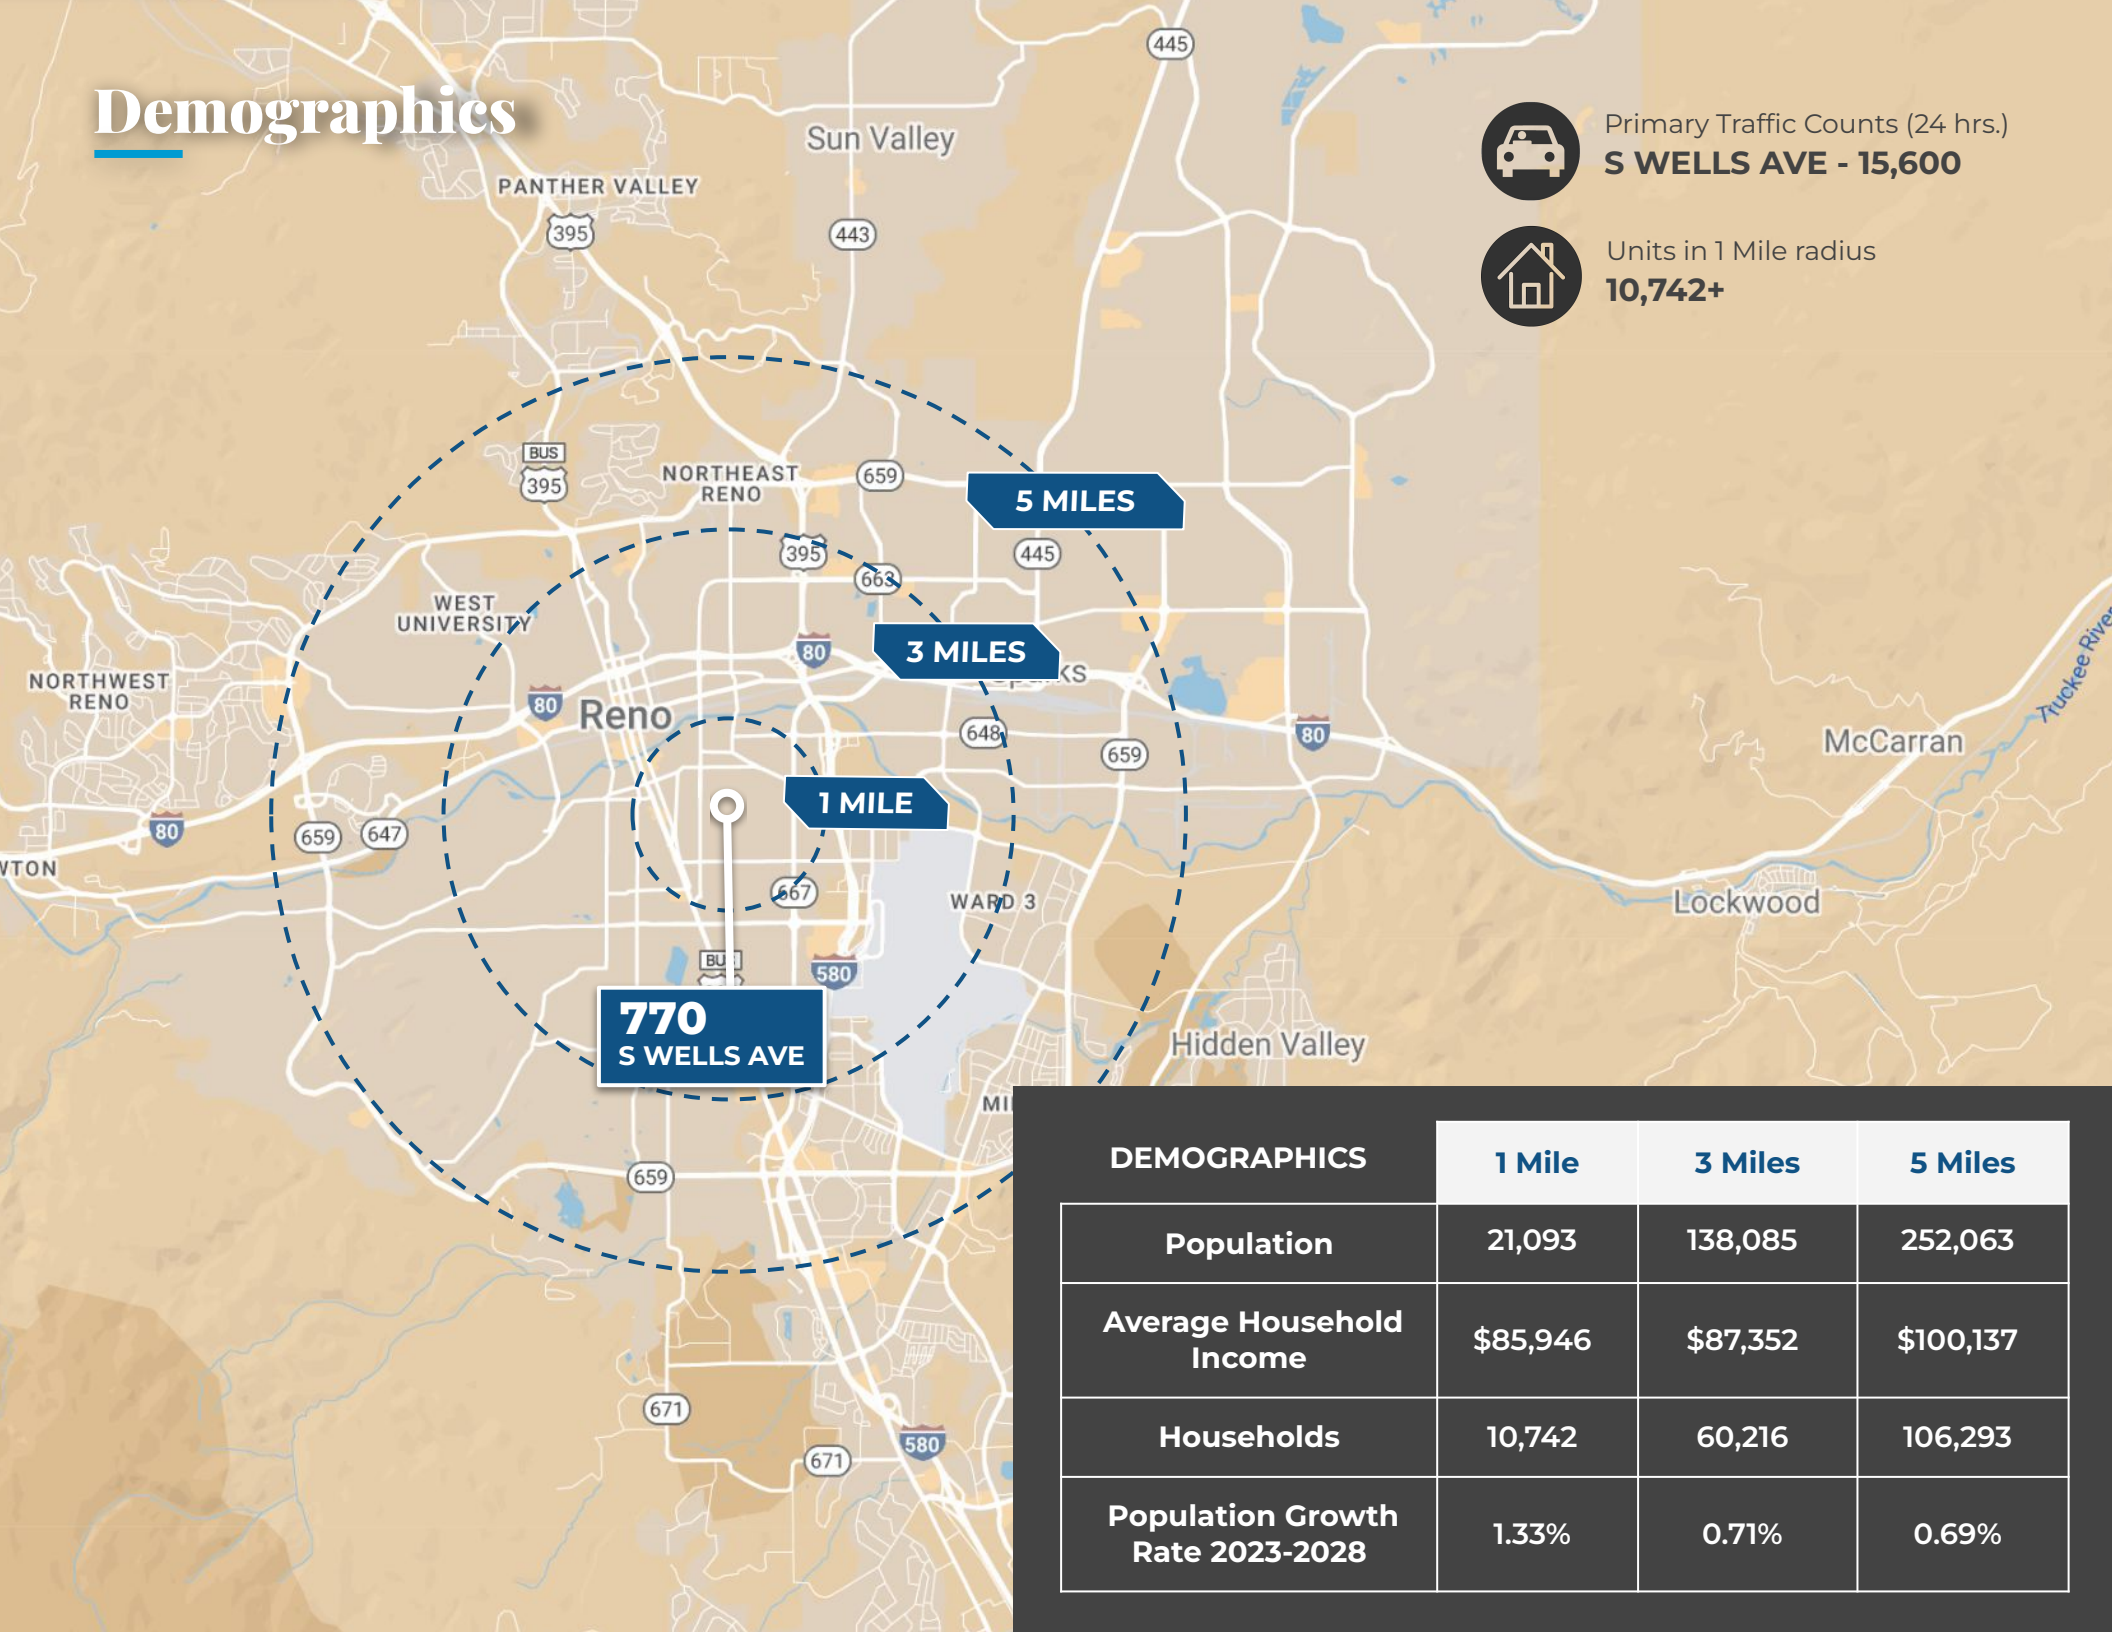 Demographics
445
Sun Valley
Primary Traffic Counts (24 hrs.)
S WELLS AVE - 15,600
PANTHER VALLEY
395
443
Units in 1 Mile radius
10,742+
BUS
395
NORTHEAST
RENO
659
5 MILES
395
445
663
WEST
UNIVERSITY
80
3 MILES
NORTHWEST
RENO
80
Reno
648
659
80
McCarran
Truckee River
1 MILE
80
659
647
667
WARD 3
Lockwood
BUS
580
770
S WELLS AVE
Hidden Valley
659
671
671
580
DEMOGRAPHICS
1 Mile
3 Miles
5 Miles
Population
21,093
138,085
252,063
Average Household
Income
$85,946
$87,352
$100,137
Households
10,742
60,216
106,293
Population Growth
Rate 2023-2028
1.33%
0.71%
0.69%